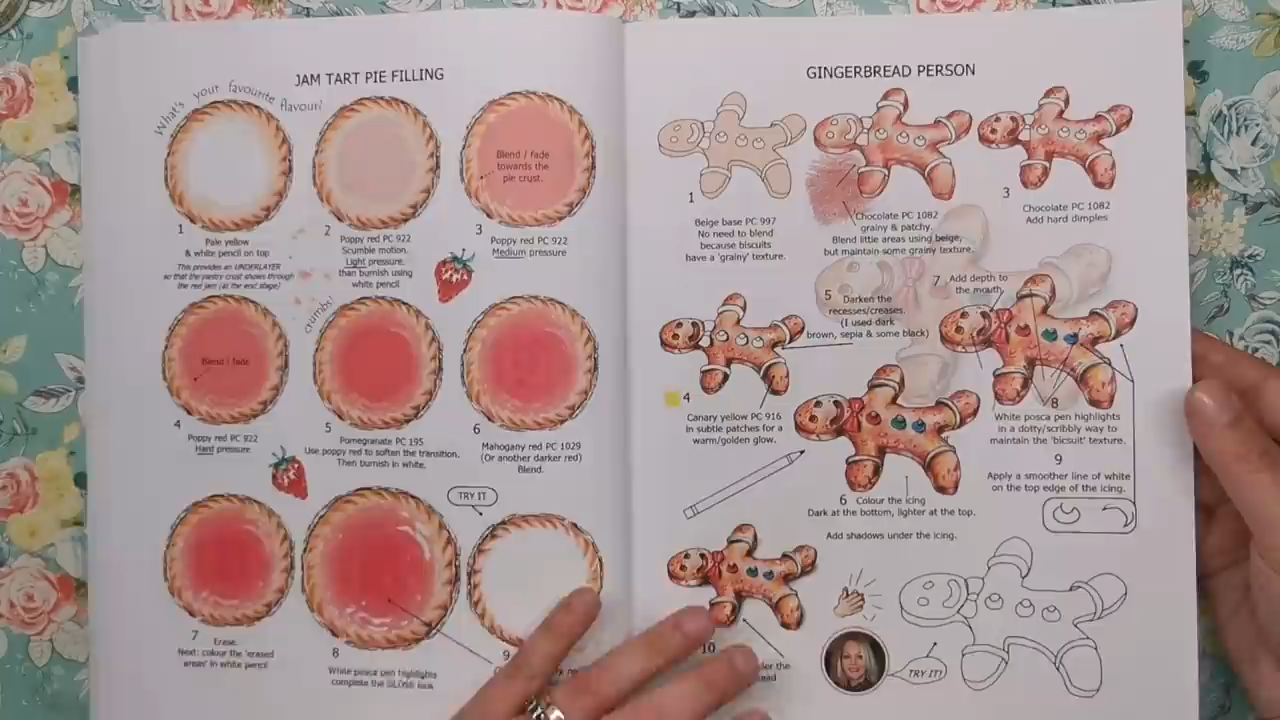 JAM TART PIE FILLING
What's your favourite flavour?
1
Pale yellow
& white pencil on top
This provides an UNDERLAYER
so that the pastry crust shows through
the red jam (at the end stage)
2
Poppy red PC 922
Scumble motion.
Light pressure,
than burnish using
white pencil
Blend / fade
towards the
pie crust.
3
Poppy red PC 922
Medium pressure
crumbs!
Blend / fade
4
Poppy red PC 922
Hard pressure.
5
Pomegranate PC 195
Use poppy red to soften the transition.
Then burnish in white.
6
Mahogany red PC 1029
(Or another darker red)
Blend.
7
Erase.
Next: colour the 'erased
areas' in white pencil
8
White posca pen highlights
complete the GLOSS look
TRY IT
9
GINGERBREAD PERSON
1
Beige base PC 997
No need to blend
because biscuits
have a 'grainy' texture.
2
Chocolate PC 1082
grainy & patchy.
Blend little areas using beige,
but maintain some grainy texture.
3
Chocolate PC 1082
Add hard dimples
4
Canary yellow PC 916
in subtle patches for a
warm/golden glow.
5
Darken the
recesses/creases.
(I used dark
brown, sepia & some black)
6 Colour the icing
Dark at the bottom, lighter at the top.
Add shadows under the icing.
7 Add depth to
the mouth.
8
White posca pen highlights
in a dotty/scribbly way to
maintain the 'bicsuit' texture.
9
Apply a smoother line of white
on the top edge of the icing.
10
TRY IT!